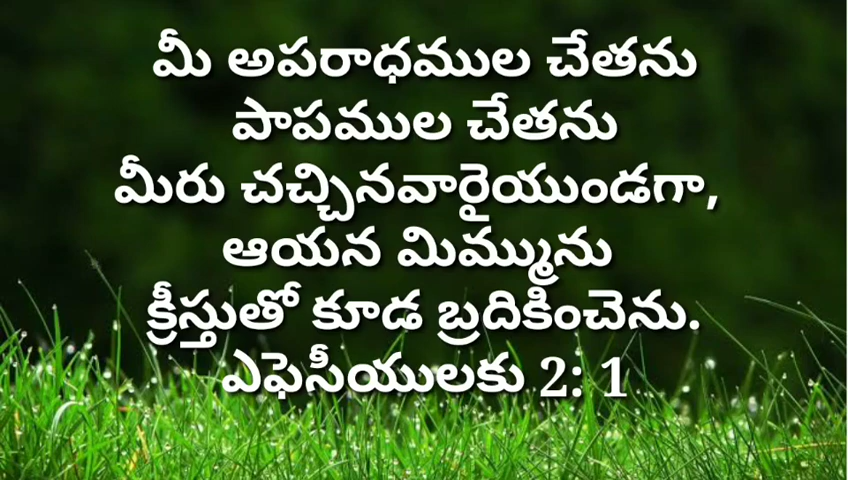 మీ అపరాధముల చేతను
పాపముల చేతను
మీరు చచ్చినవారైయుండగా,
ఆయన మిమ్మును
క్రీస్తుతో కూడ బ్రదికించెను.
ఎఫెసీయులకు 2: 1